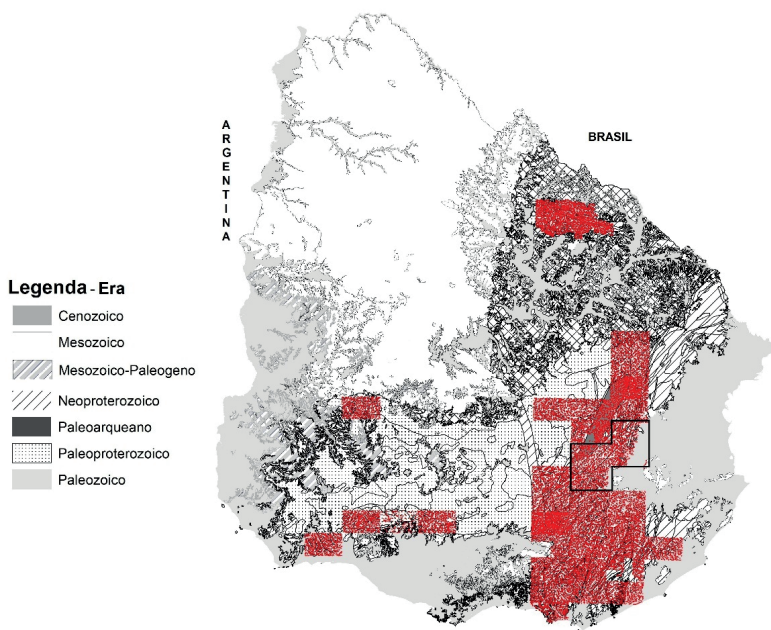 ARGENTINA
BRASIL
Legenda - Era
Cenozoico
Mesozoico
Mesozoico-Paleogeno
Neoproterozoico
Paleoarqueano
Paleoproterozoico
Paleozoico